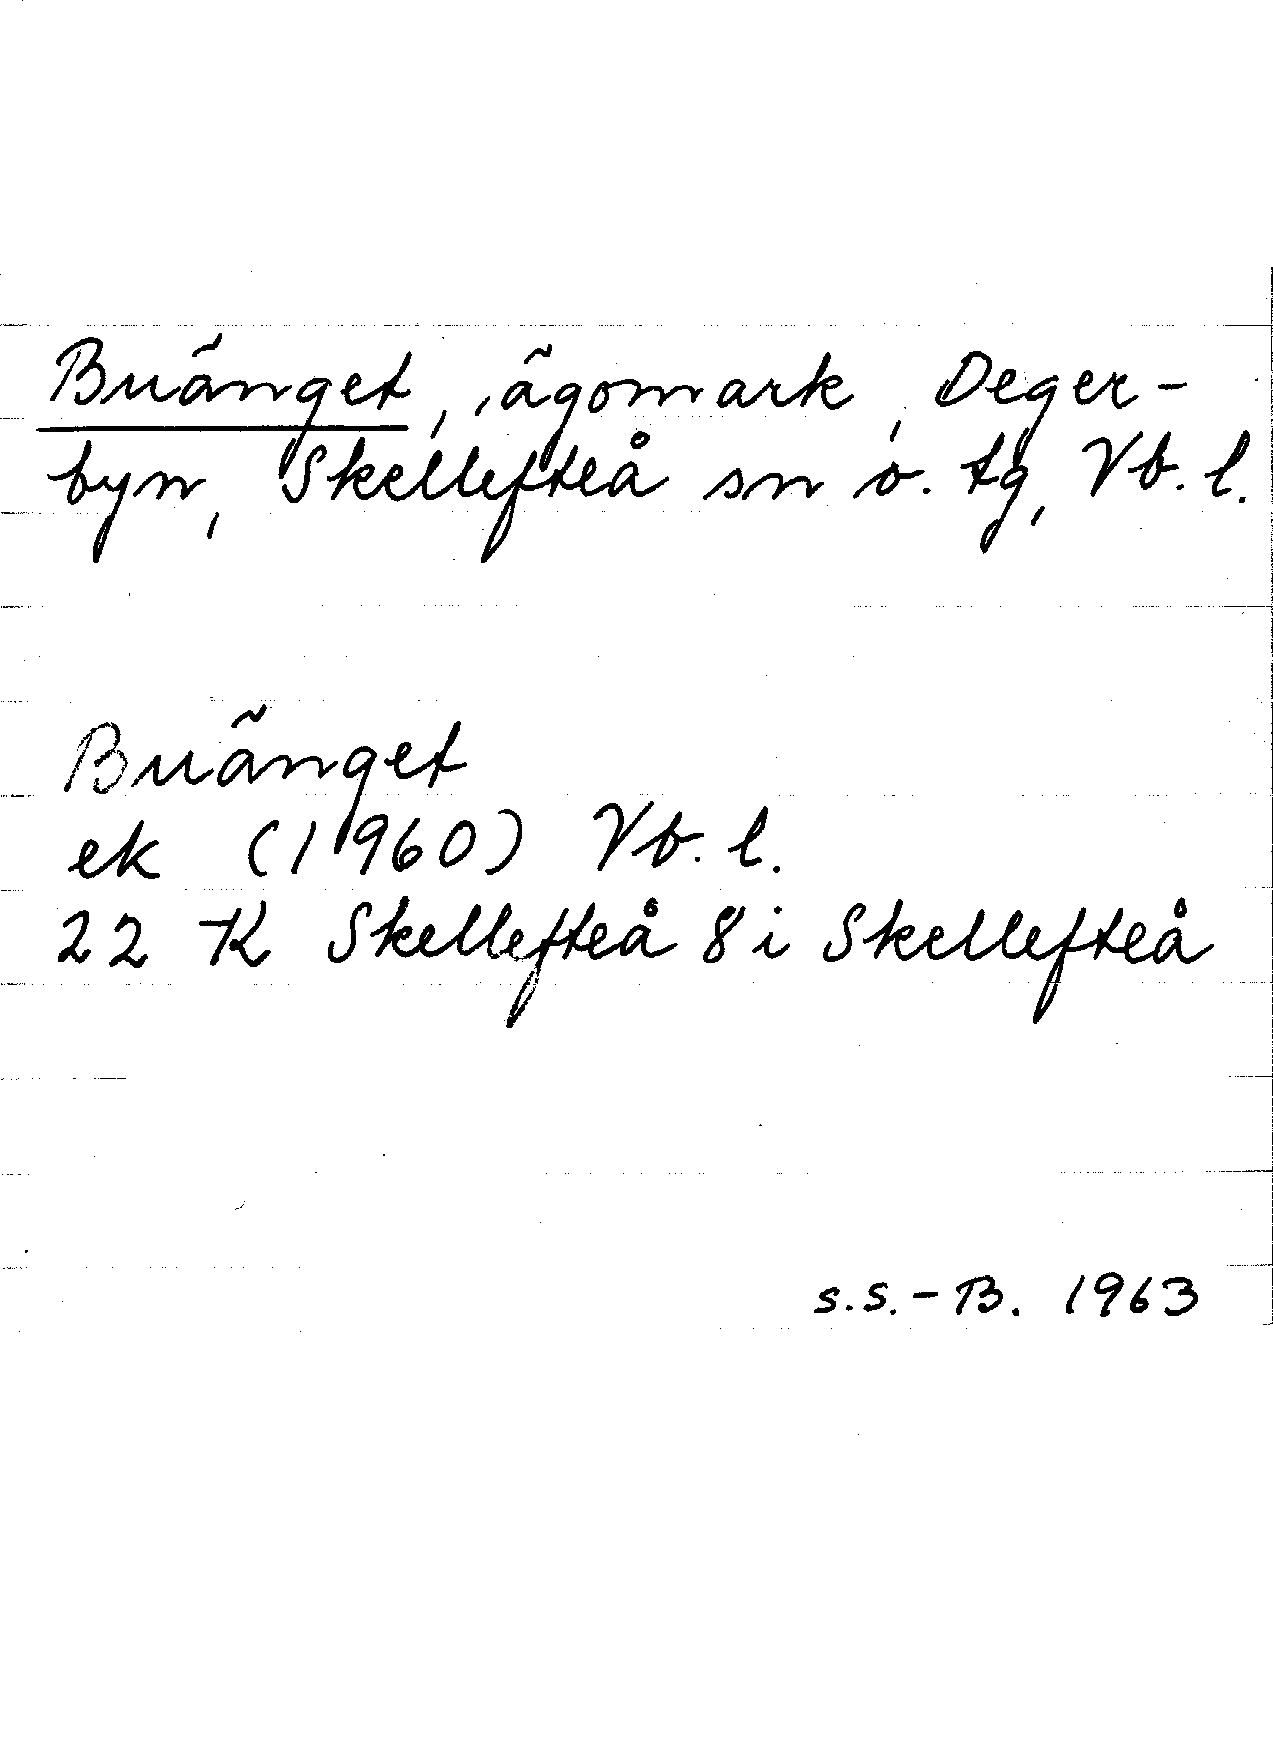 Buänget, ägomark, Deger-
byn, Skellefteå sn o. tg, Vb. l.
Buänget
ek (1960) Vb. l.
22 K Skellefteå 8 i Skellefteå
s.s. - B. 1963